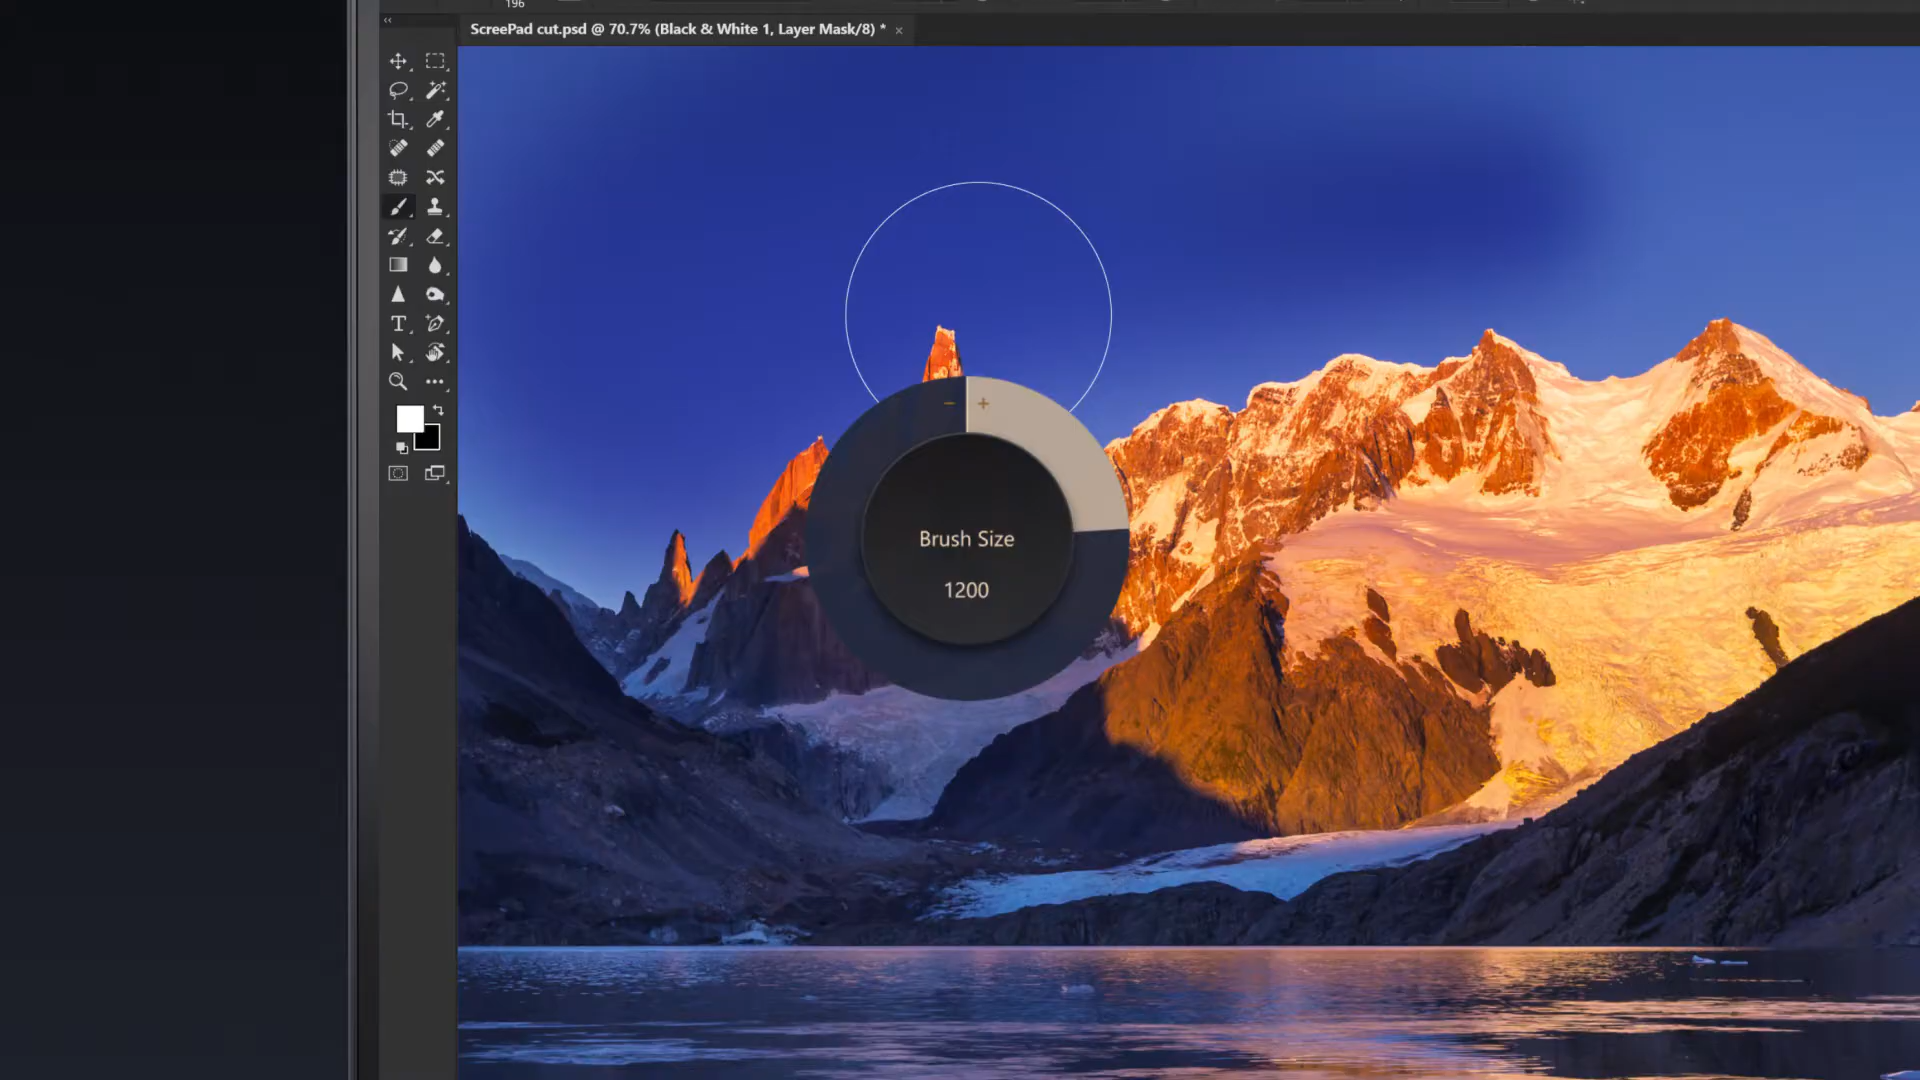 196
ScreePad cut.psd @ 70.7% (Black & White 1, Layer Mask/8) *
- +
Brush Size
1200